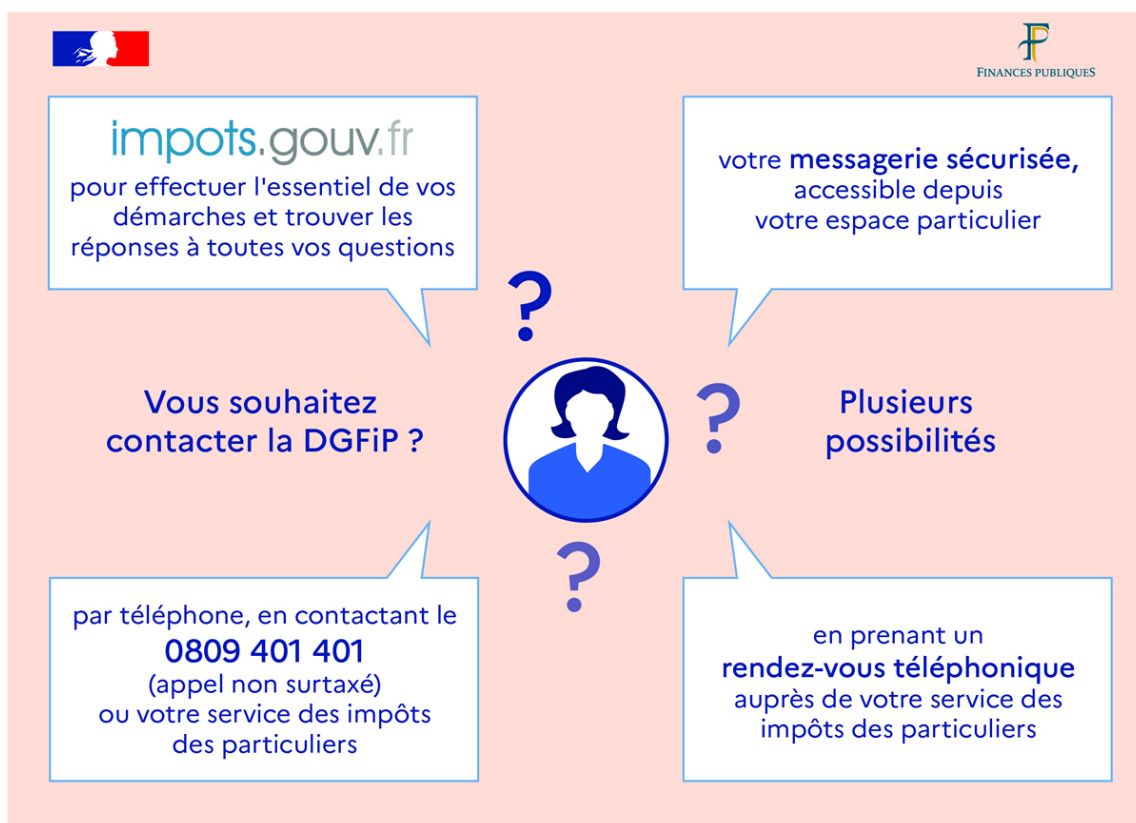 FINANCES PUBLIQUES
impots.gouv.fr
pour effectuer l'essentiel de vos
démarches et trouver les
réponses à toutes vos questions
votre messagerie sécurisée,
accessible depuis
votre espace particulier
?
Vous souhaitez
contacter la DGFiP ?
?
Plusieurs
possibilités
?
par téléphone, en contactant le
0809 401 401
(appel non surtaxé)
ou votre service des impôts
des particuliers
en prenant un
rendez-vous téléphonique
auprès de votre service des
impôts des particuliers